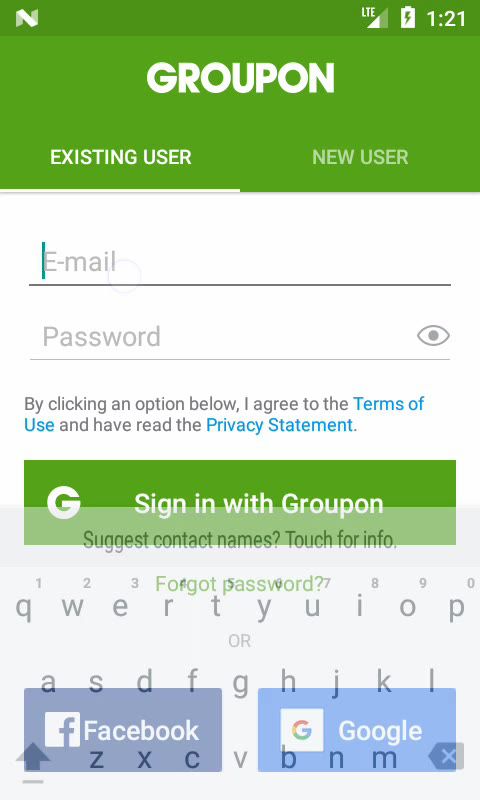 LTE 1:21
GROUPON
EXISTING USER NEW USER
E-mail
Password
By clicking an option below, I agree to the Terms of
Use and have read the Privacy Statement.
G Sign in with Groupon
Suggest contact names? Touch for info.
Forgot password?
1 2 3 4 5 6 7 8 9 0
q w e r t y u i o p
OR
a s d f g h j k l
f Facebook G Google
z x c v b n m